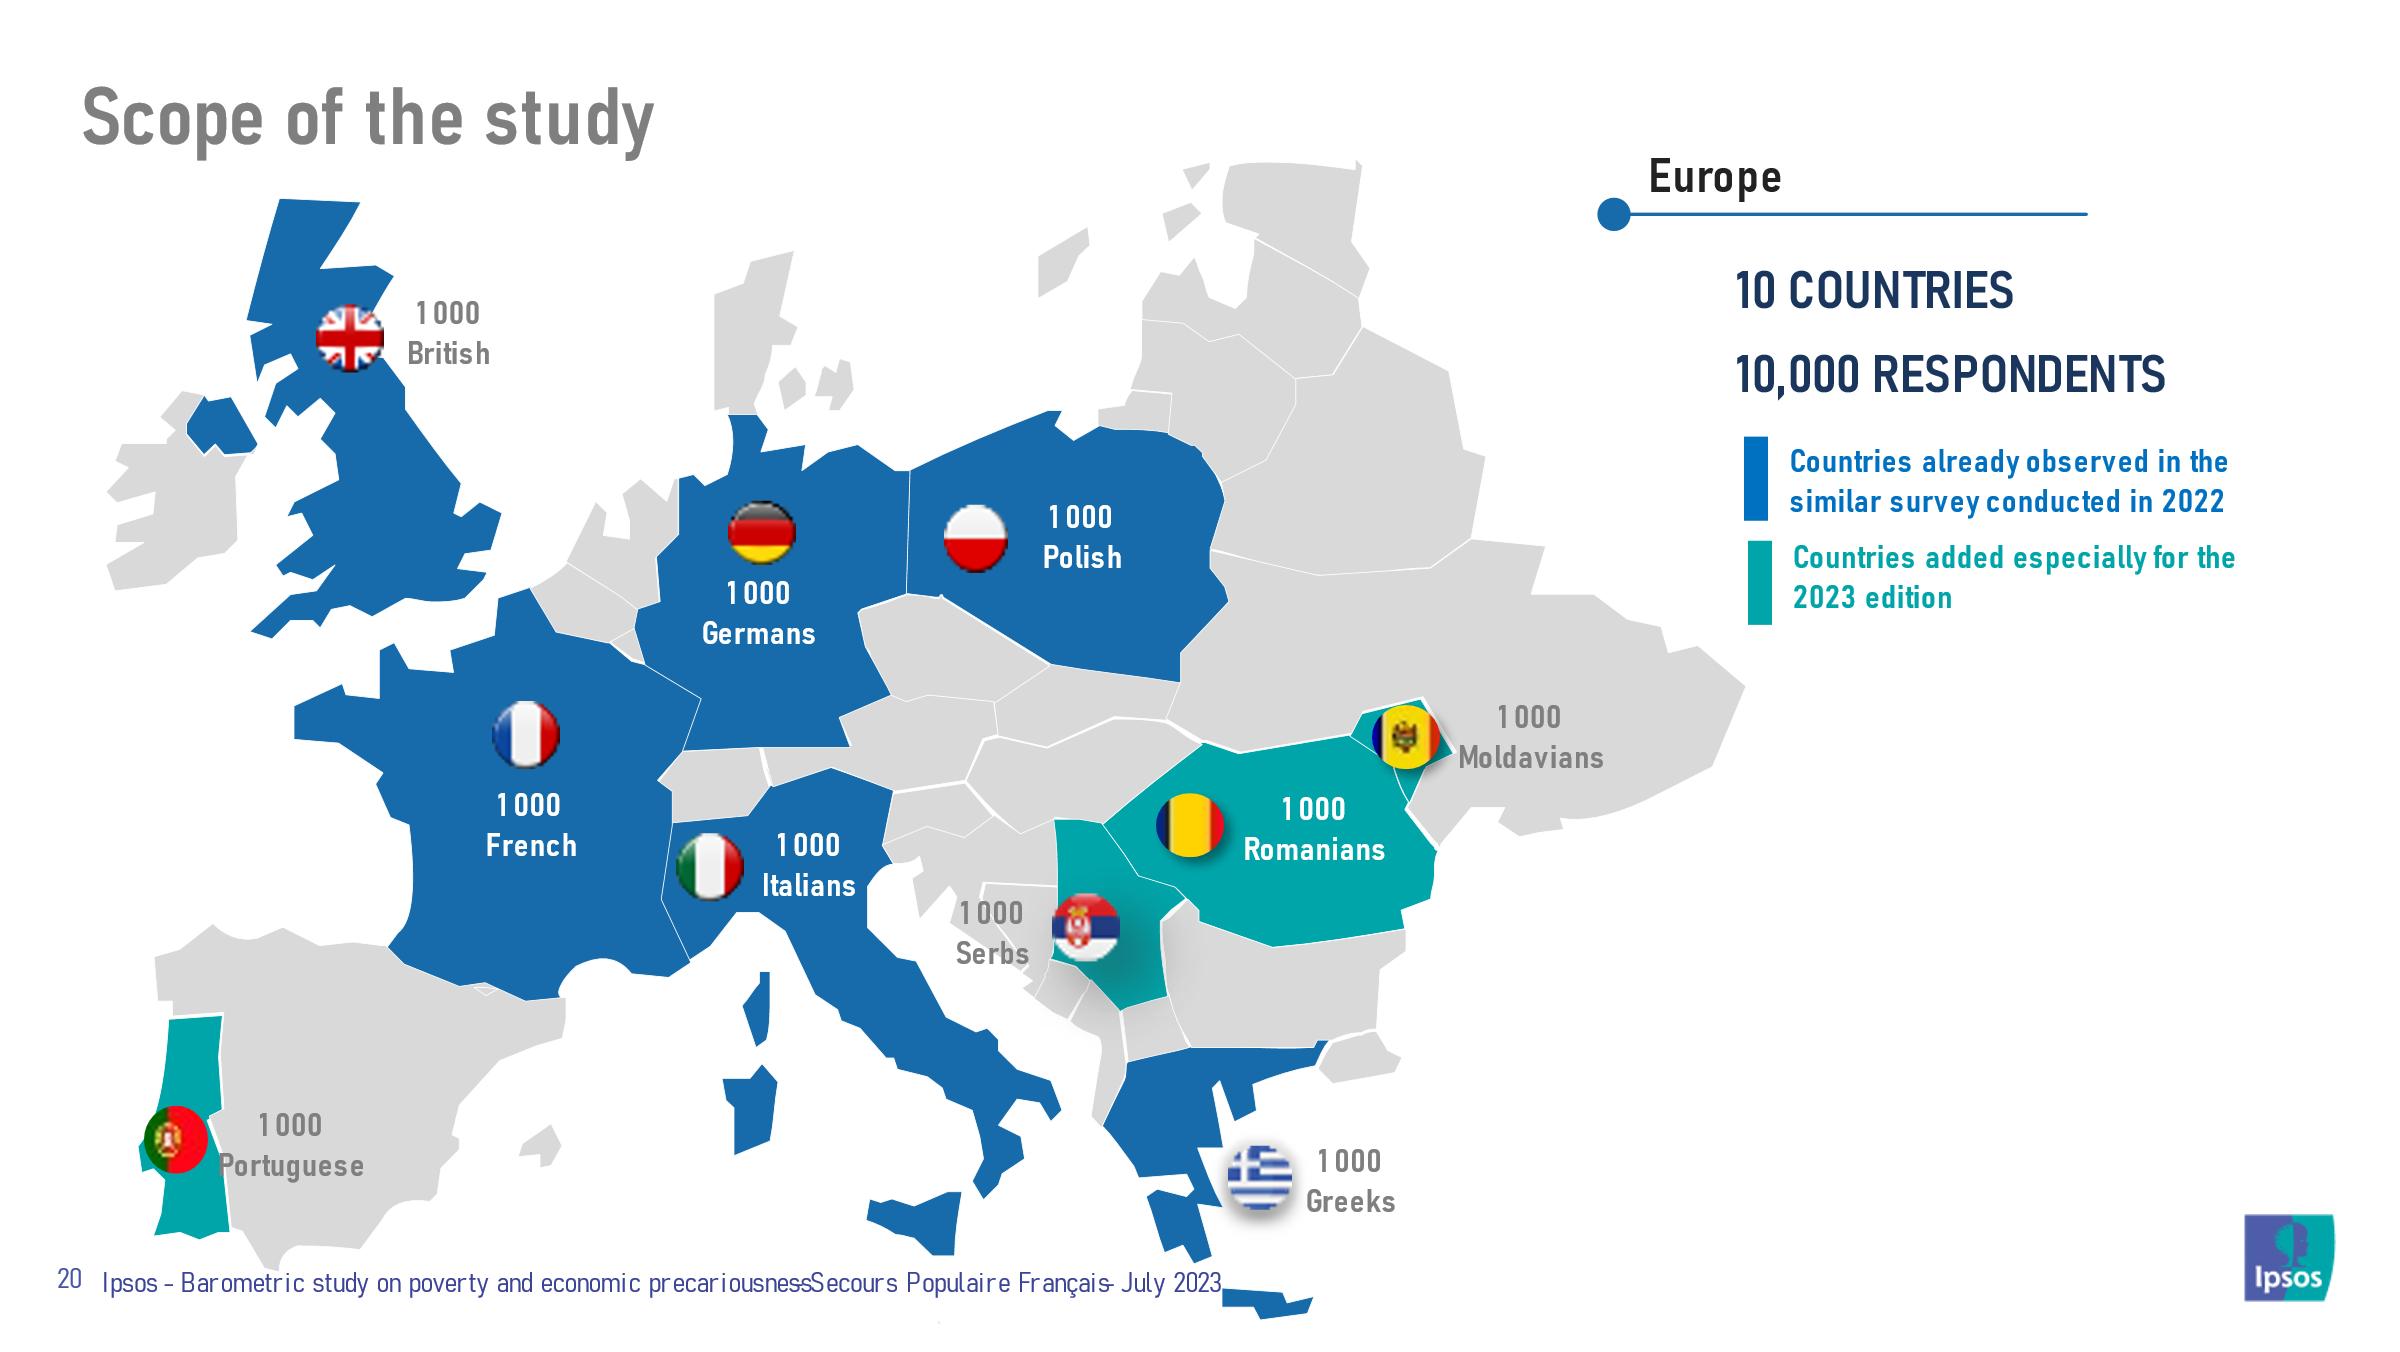 Scope of the study
Europe
10 COUNTRIES
10,000 RESPONDENTS
Countries already observed in the
similar survey conducted in 2022
Countries added especially for the
2023 edition
1 000
British
1 000
Polish
1 000
Germans
1 000
Moldavians
1 000
French
1 000
Romanians
1 000
Italians
1 000
Serbs
1 000
Portuguese
1 000
Greeks
20 Ipsos - Barometric study on poverty and economic precariousness-Secours Populaire Français- July 2023
Ipsos